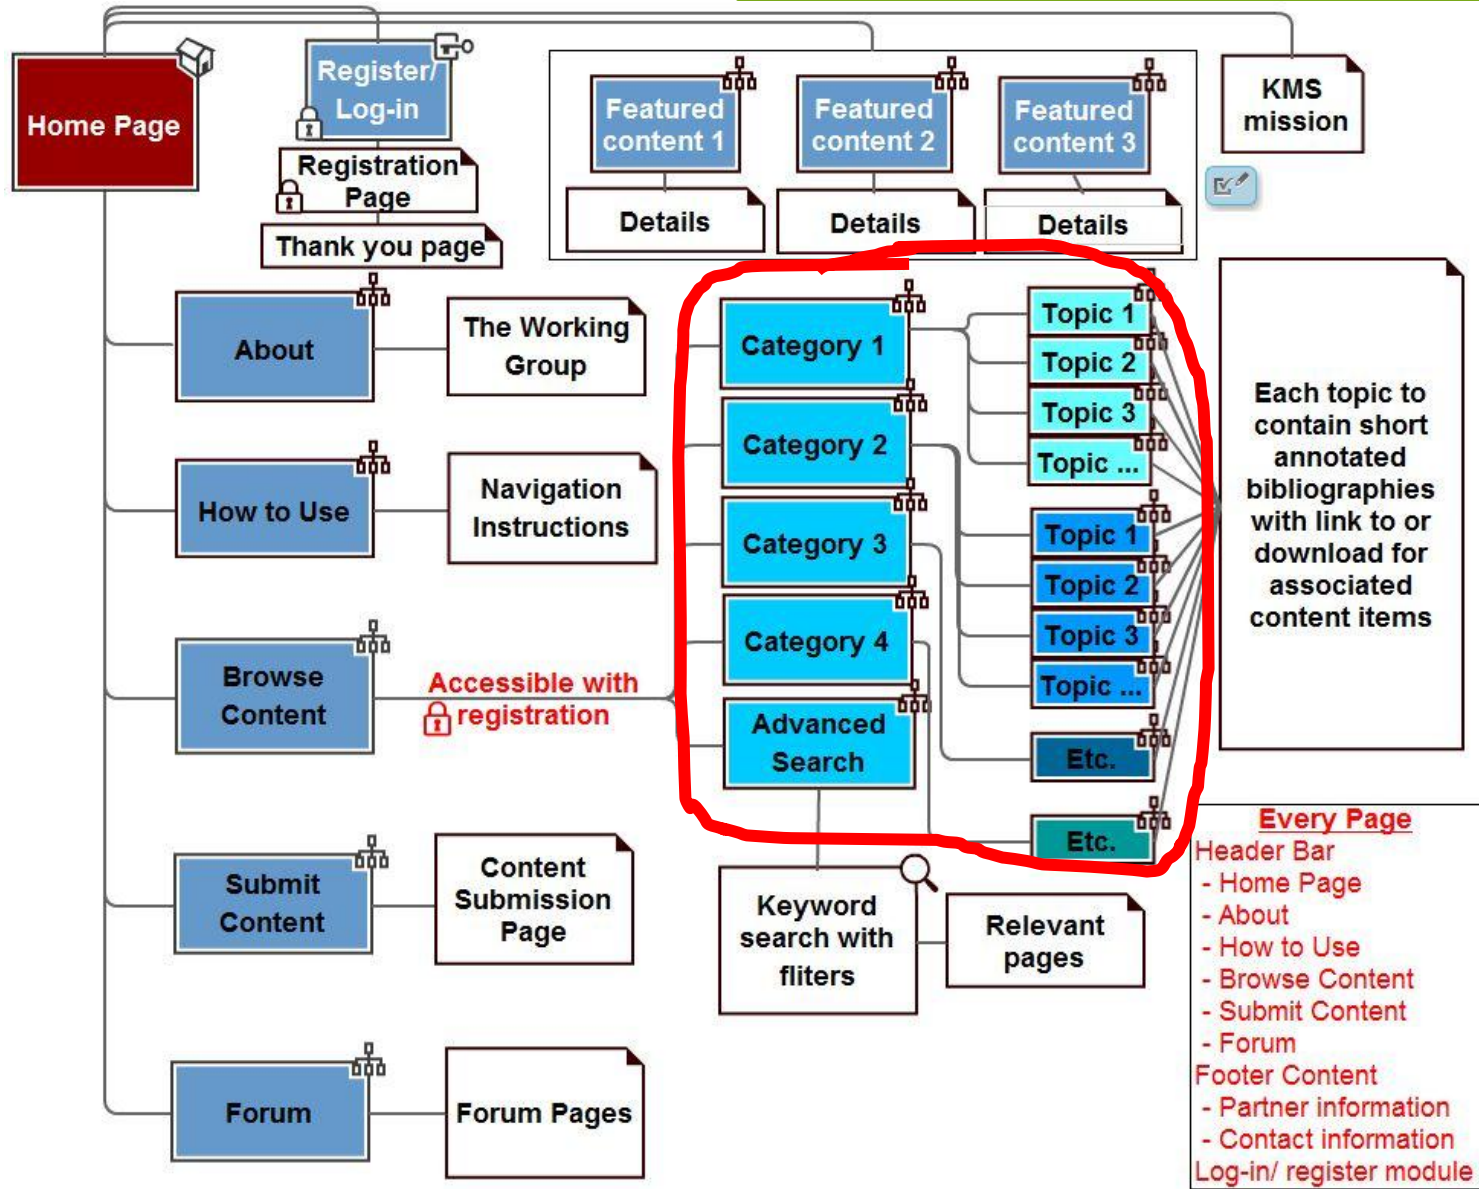 Home Page
Register/
Log-in
Registration
Page
Thank you page
Featured
content 1
Featured
content 2
Featured
content 3
Details
Details
Details
KMS
mission
About
The Working
Group
How to Use
Navigation
Instructions
Browse
Content
Accessible with
registration
Submit
Content
Content
Submission
Page
Forum
Forum Pages
Category 1
Category 2
Category 3
Category 4
Advanced
Search
Topic 1
Topic 2
Topic 3
Topic ...
Topic 1
Topic 2
Topic 3
Topic ...
Etc.
Etc.
Keyword
search with
fliters
Relevant
pages
Each topic to
contain short
annotated
bibliographies
with link to or
download for
associated
content items
Every Page
Header Bar
- Home Page
- About
- How to Use
- Browse Content
- Submit Content
- Forum
Footer Content
- Partner information
- Contact information
Log-in/ register module